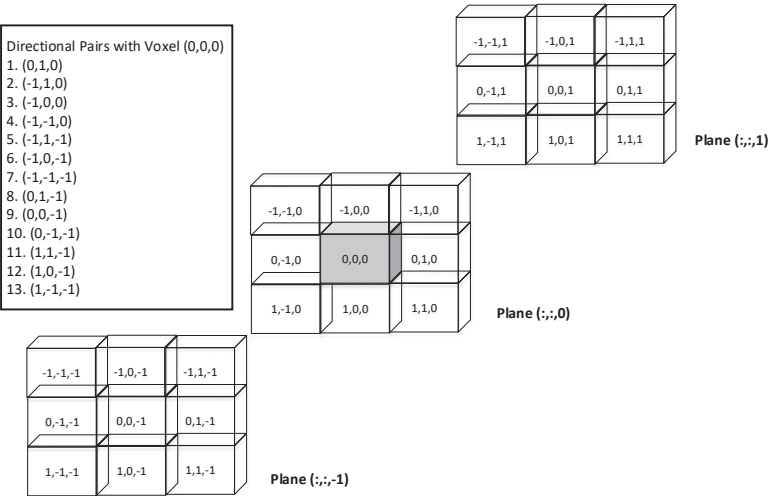 Directional Pairs with Voxel (0,0,0)
1. (0,1,0)
2. (-1,1,0)
3. (-1,0,0)
4. (-1,-1,0)
5. (-1,1,-1)
6. (-1,0,-1)
7. (-1,-1,-1)
8. (0,1,-1)
9. (0,0,-1)
10. (0,-1,-1)
11. (1,1,-1)
12. (1,0,-1)
13. (1,-1,-1)
-1,-1,1 -1,0,1 -1,1,1
0,-1,1 0,0,1 0,1,1
1,-1,1 1,0,1 1,1,1
Plane (:,:,1)
-1,-1,0 -1,0,0 -1,1,0
0,-1,0 0,0,0 0,1,0
1,-1,0 1,0,0 1,1,0
Plane (:,:,0)
-1,-1,-1 -1,0,-1 -1,1,-1
0,-1,-1 0,0,-1 0,1,-1
1,-1,-1 1,0,-1 1,1,-1
Plane (:,:,-1)